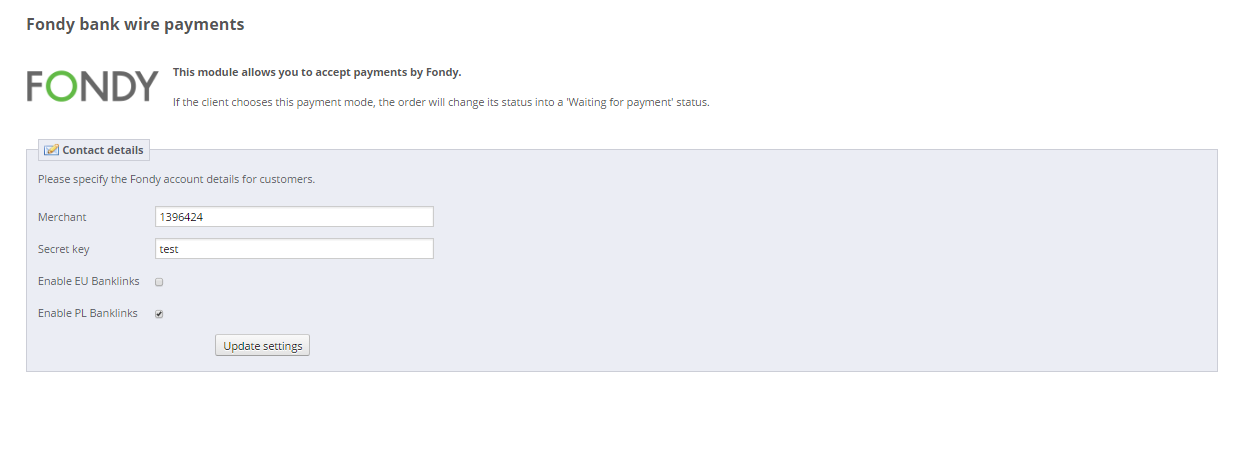 Fondy bank wire payments
FONDY
This module allows you to accept payments by Fondy.
If the client chooses this payment mode, the order will change its status into a 'Waiting for payment' status.
Contact details
Please specify the Fondy account details for customers.
Merchant 1396424
Secret key test
Enable EU Banklinks
Enable PL Banklinks
Update settings